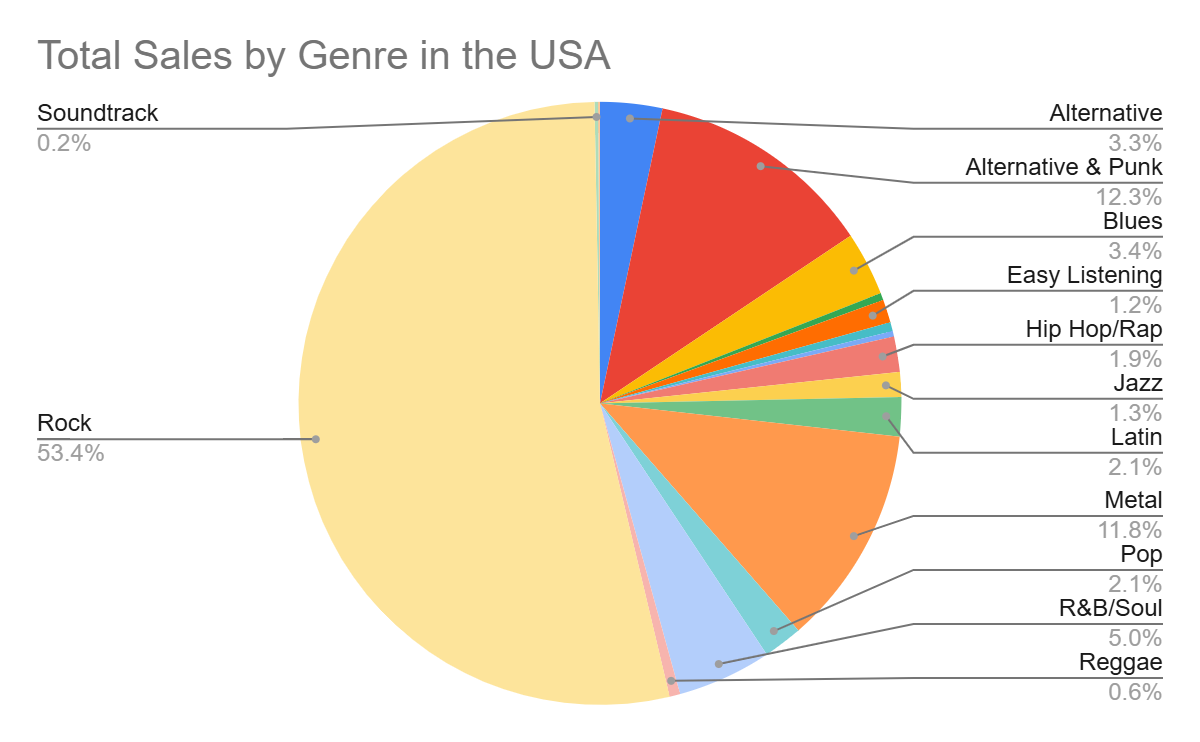 Total Sales by Genre in the USA
Soundtrack
0.2%
Rock
53.4%
Alternative
3.3%
Alternative & Punk
12.3%
Blues
3.4%
Easy Listening
1.2%
Hip Hop/Rap
1.9%
Jazz
1.3%
Latin
2.1%
Metal
11.8%
Pop
2.1%
R&B/Soul
5.0%
Reggae
0.6%